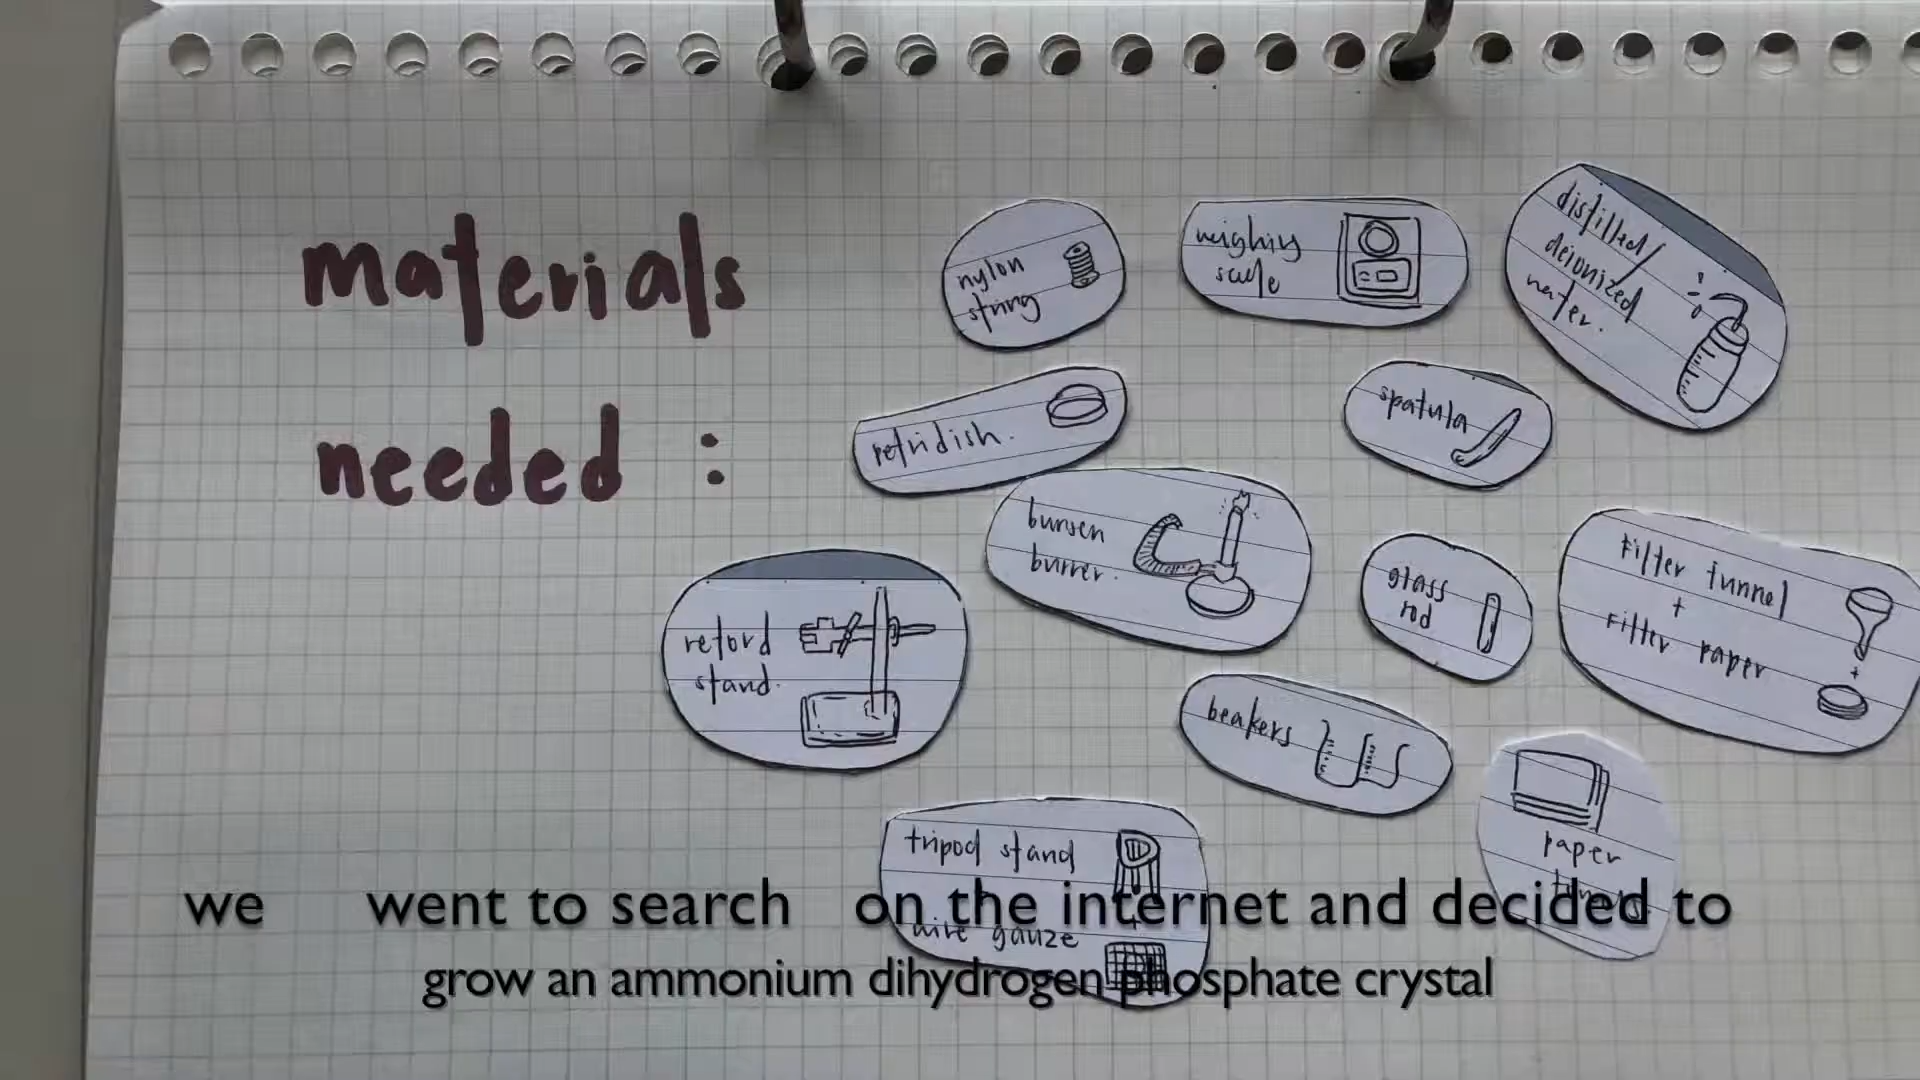 materials
needed :
nylon
string
weighing
scale
distilled/
deionized
water.
petridish.
spatula
bunsen
burner.
glass
rod
Filter funnel
+
Filter paper
+
retord
stand.
beakers
tripod stand
+
wire gauze
paper
we went to search on the internet and decided to
grow an ammonium dihydrogen phosphate crystal